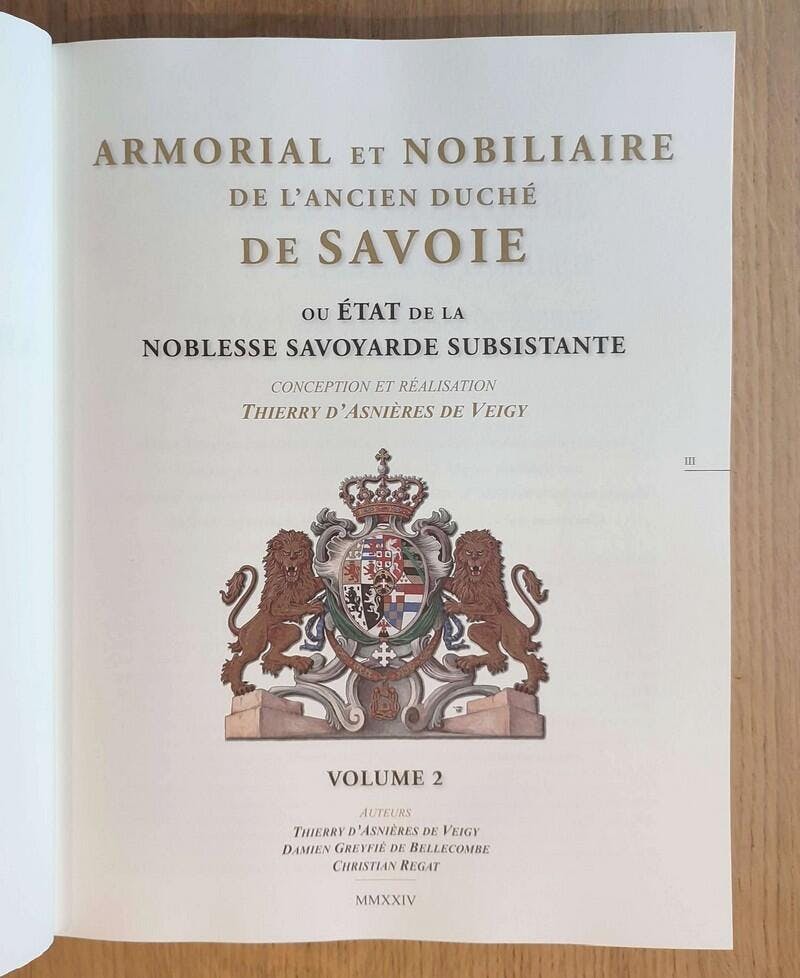 ARMORIAL ET NOBILIAIRE
DE L'ANCIEN DUCHÉ
DE SAVOIE
OU ÉTAT DE LA
NOBLESSE SAVOYARDE SUBSISTANTE
CONCEPTION ET RÉALISATION
THIERRY D'ASNIÈRES DE VEIGY
III
VOLUME 2
AUTEURS
THIERRY D'ASNIÈRES DE VEIGY
DAMIEN GREYFIÉ DE BELLECOMBE
CHRISTIAN REGAT
MMXXIV